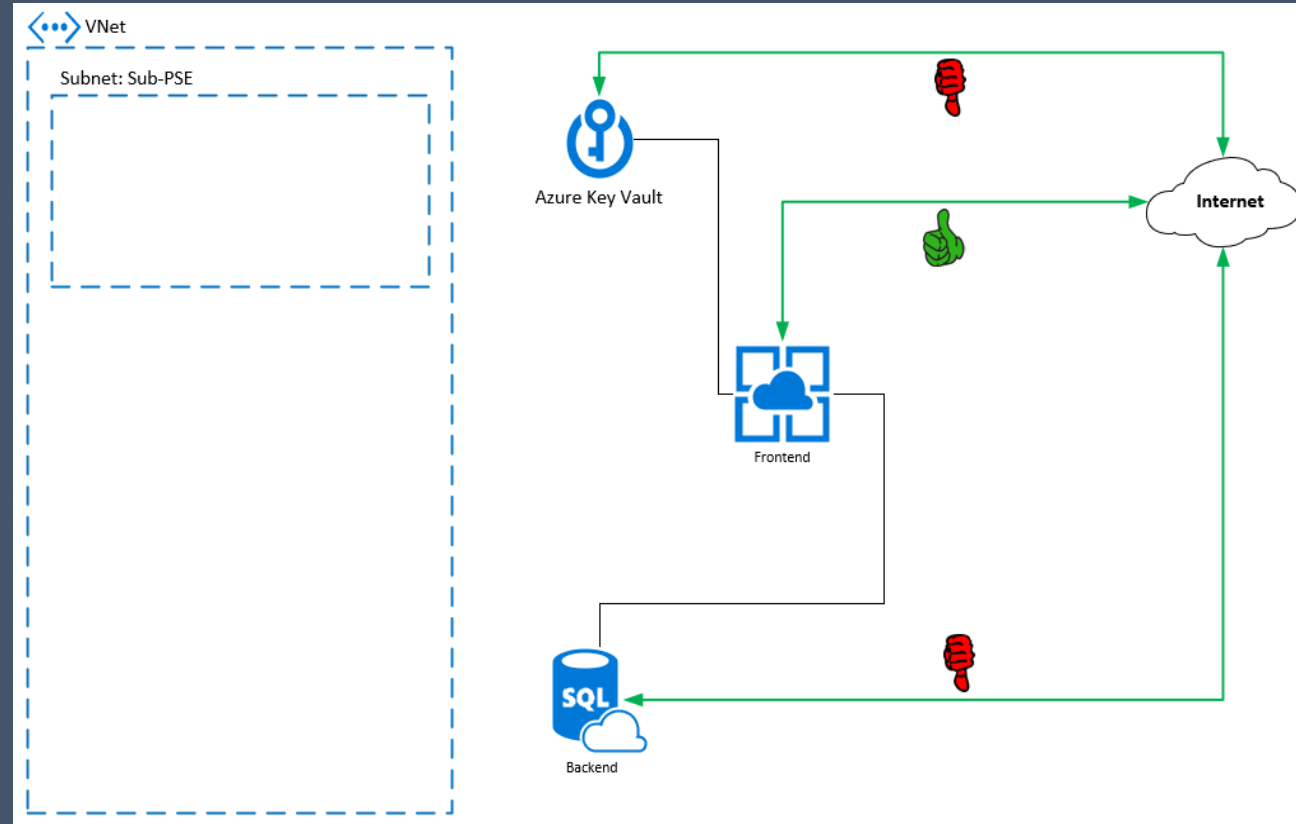 VNet
Subnet: Sub-PSE
Azure Key Vault
Internet
Frontend
SQL
Backend